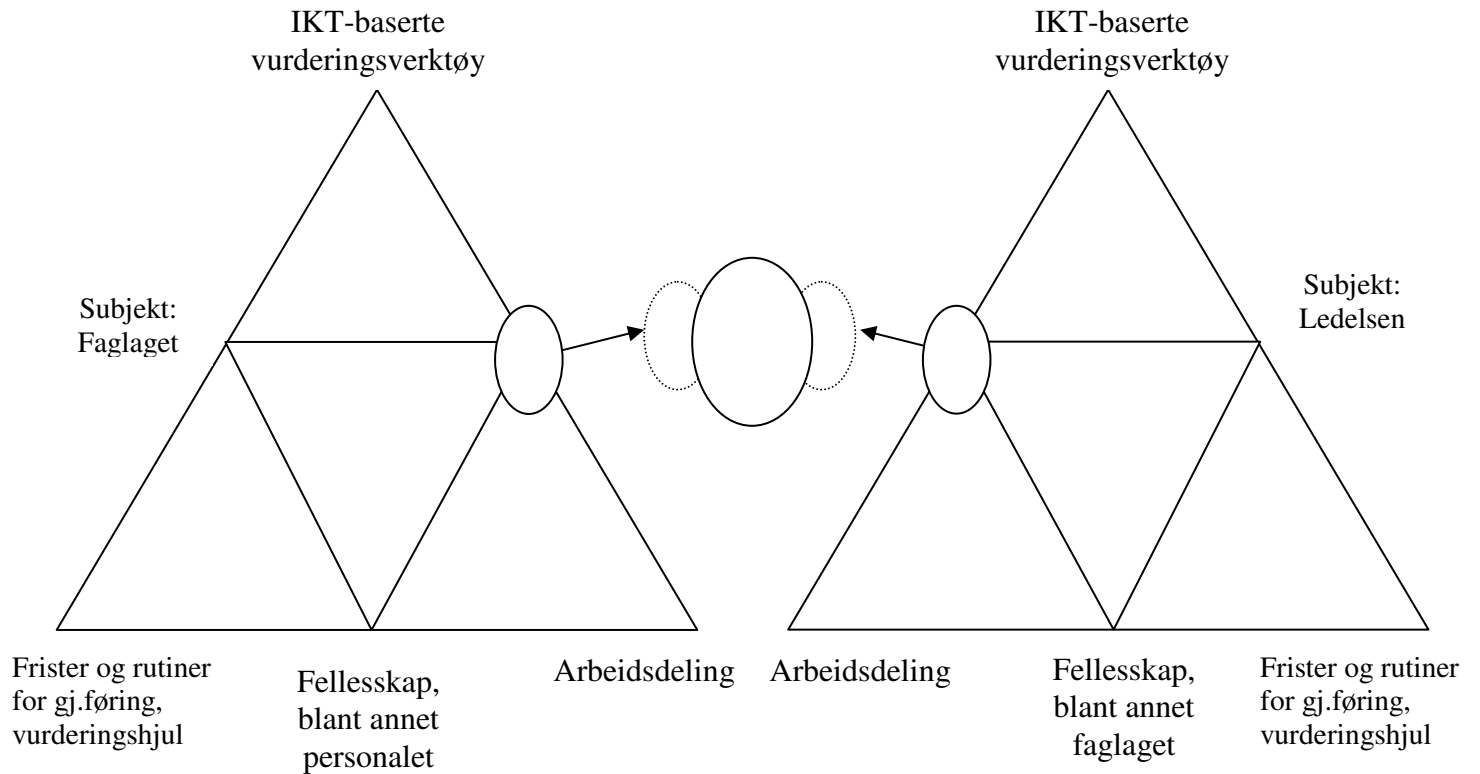 IKT-baserte
vurderingsverktøy
IKT-baserte
vurderingsverktøy
Subjekt:
Faglaget
Subjekt:
Ledelsen
Frister og rutiner
for gj.føring,
vurderingshjul
Fellesskap,
blant annet
personalet
Arbeidsdeling
Arbeidsdeling
Fellesskap,
blant annet
faglaget
Frister og rutiner
for gj.føring,
vurderingshjul